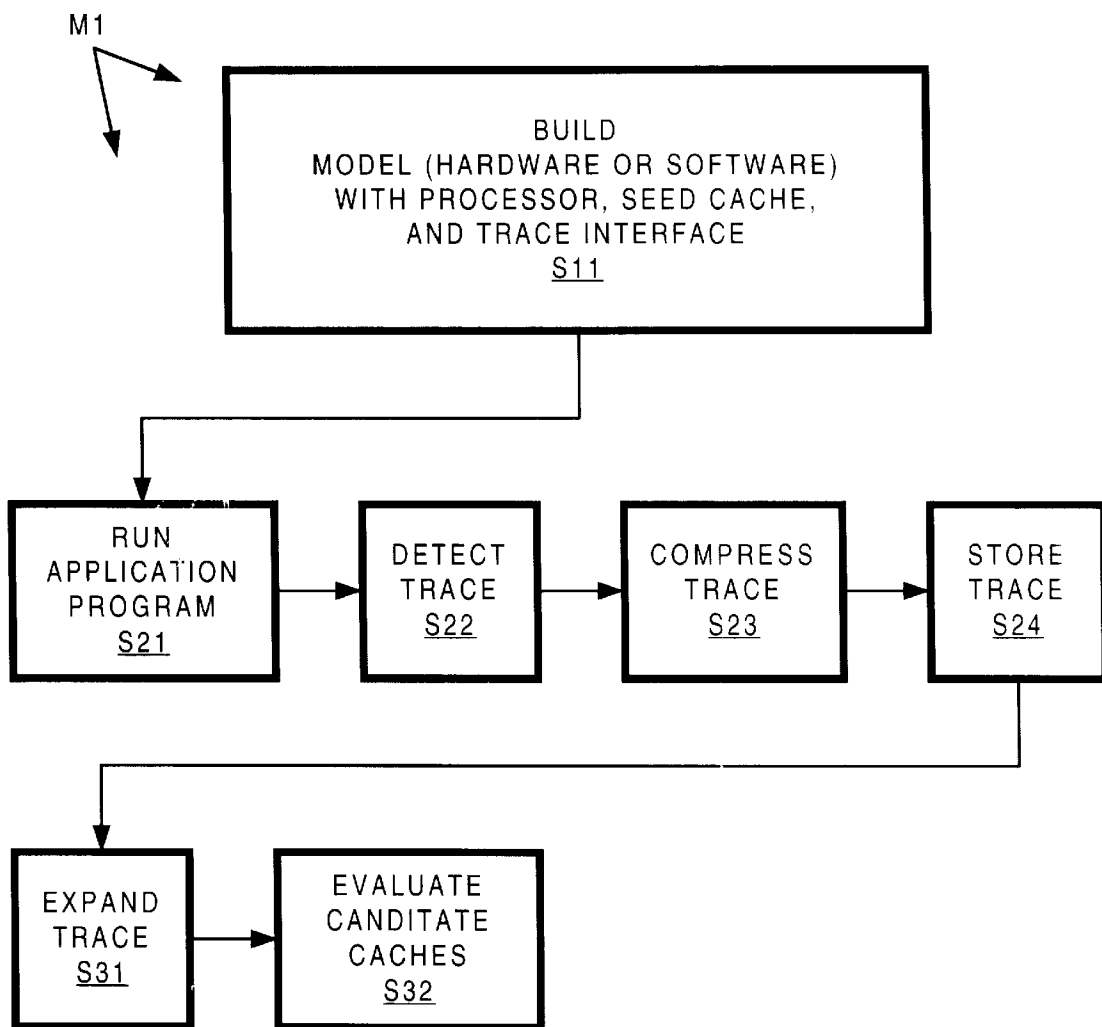 M1
BUILD
MODEL (HARDWARE OR SOFTWARE)
WITH PROCESSOR, SEED CACHE,
AND TRACE INTERFACE
S11
RUN
APPLICATION
PROGRAM
S21
DETECT
TRACE
S22
COMPRESS
TRACE
S23
STORE
TRACE
S24
EXPAND
TRACE
S31
EVALUATE
CANDITATE
CACHES
S32